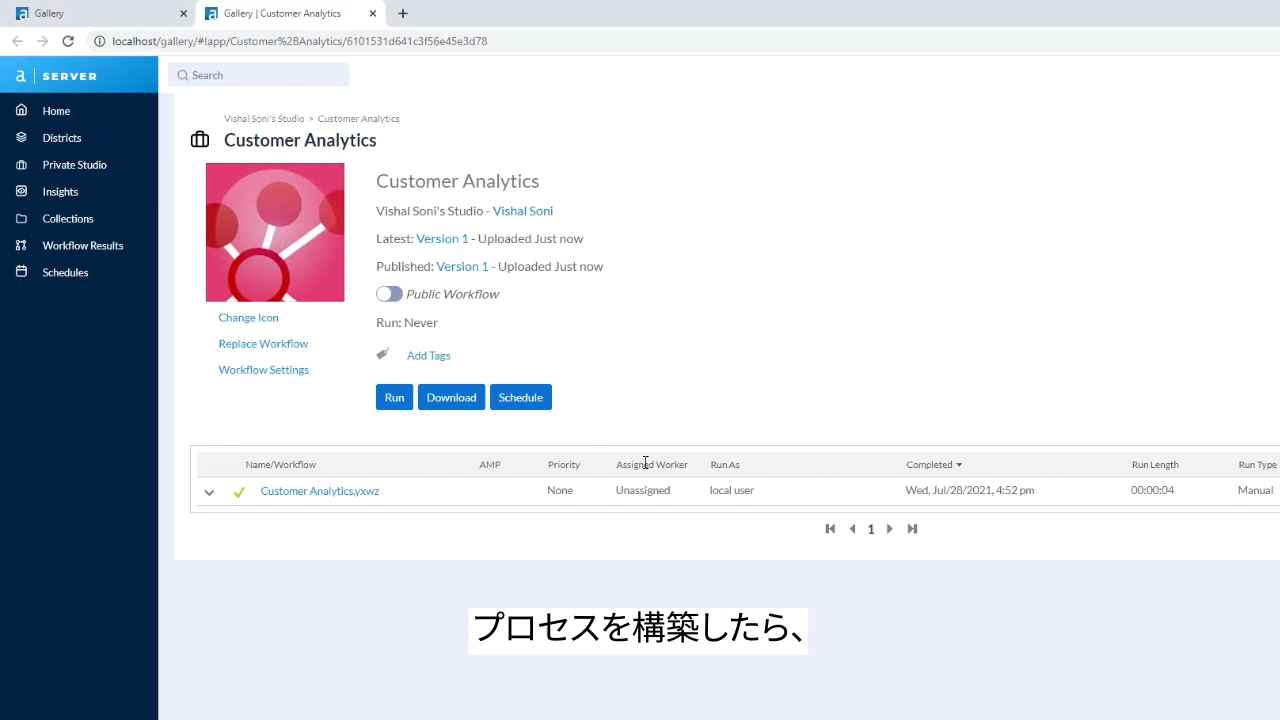 Gallery
Gallery | Customer Analytics
localhost/gallery/#!app/Customer%2BAnalytics/6101531d641c3f56e45e3d78
a SERVER
Search
Home
Districts
Private Studio
Insights
Collections
Workflow Results
Schedules
Vishal Soni's Studio > Customer Analytics
Customer Analytics
Customer Analytics
Vishal Soni's Studio - Vishal Soni
Latest: Version 1 - Uploaded Just now
Published: Version 1 - Uploaded Just now
Public Workflow
Run: Never
Add Tags
Change Icon
Replace Workflow
Workflow Settings
Run Download Schedule
Name/Workflow AMP Priority Assigned Worker Run As Completed Run Length Run Type
Customer Analytics.yxwz None Unassigned local user Wed, Jul/28/2021, 4:52 pm 00:00:04 Manual
1
プロセスを構築したら、